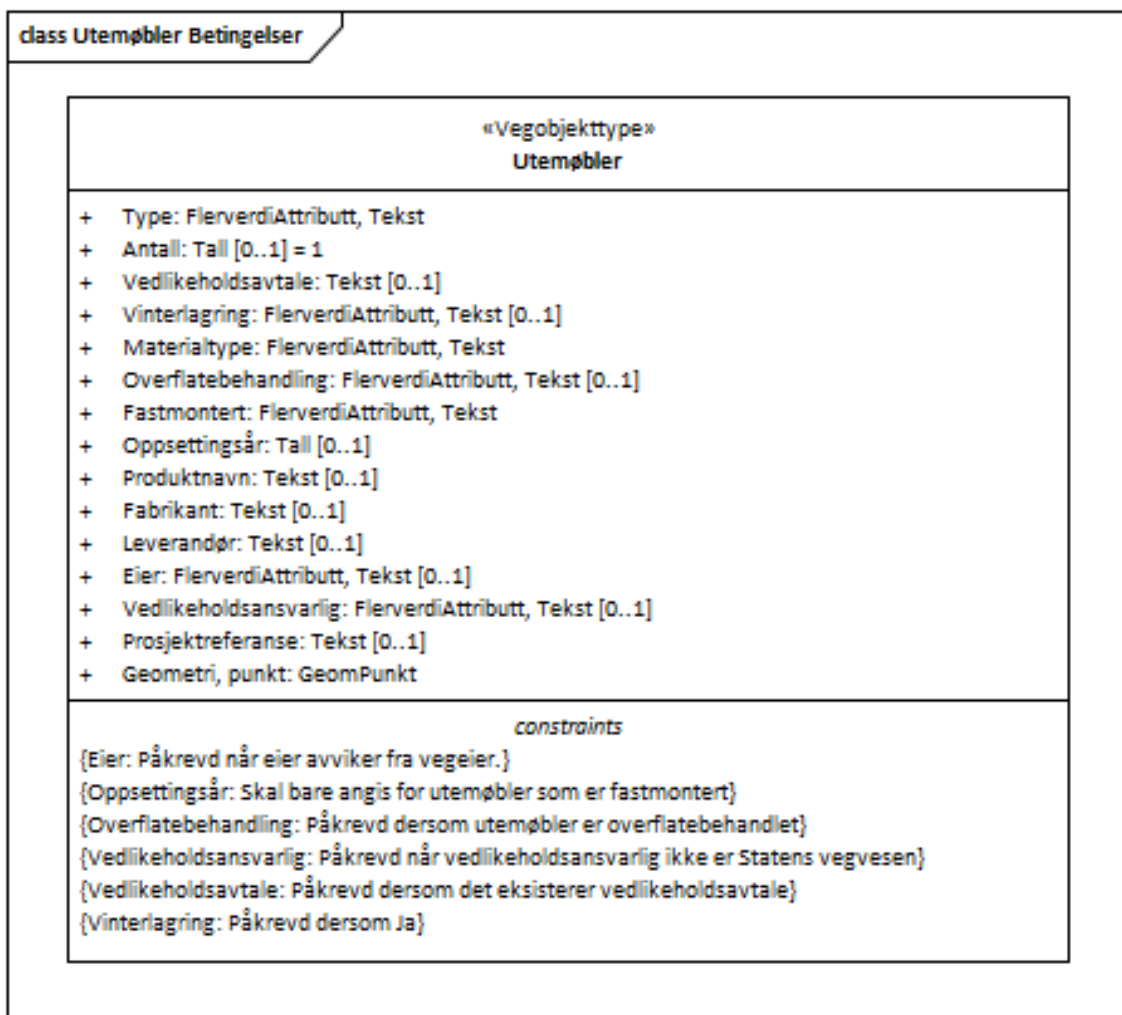 class Utemøbler Betingelser
«Vegobjekttype»
Utemøbler
+ Type: FlerverdiAttributt, Tekst
+ Antall: Tall [0..1] = 1
+ Vedlikeholdsavtale: Tekst [0..1]
+ Vinterlagring: FlerverdiAttributt, Tekst [0..1]
+ Materialtype: FlerverdiAttributt, Tekst
+ Overflatebehandling: FlerverdiAttributt, Tekst [0..1]
+ Fastmontert: FlerverdiAttributt, Tekst
+ Oppsettingsår: Tall [0..1]
+ Produktnavn: Tekst [0..1]
+ Fabrikant: Tekst [0..1]
+ Leverandør: Tekst [0..1]
+ Eier: FlerverdiAttributt, Tekst [0..1]
+ Vedlikeholdsansvarlig: FlerverdiAttributt, Tekst [0..1]
+ Prosjektreferanse: Tekst [0..1]
+ Geometri, punkt: GeomPunkt
constraints
{Eier: Påkrevd når eier avviker fra vegeier.}
{Oppsettingsår: Skal bare angis for utemøbler som er fastmontert}
{Overflatebehandling: Påkrevd dersom utemøbler er overflatebehandlet}
{Vedlikeholdsansvarlig: Påkrevd når vedlikeholdsansvarlig ikke er Statens vegvesen}
{Vedlikeholdsavtale: Påkrevd dersom det eksisterer vedlikeholdsavtale}
{Vinterlagring: Påkrevd dersom Ja}